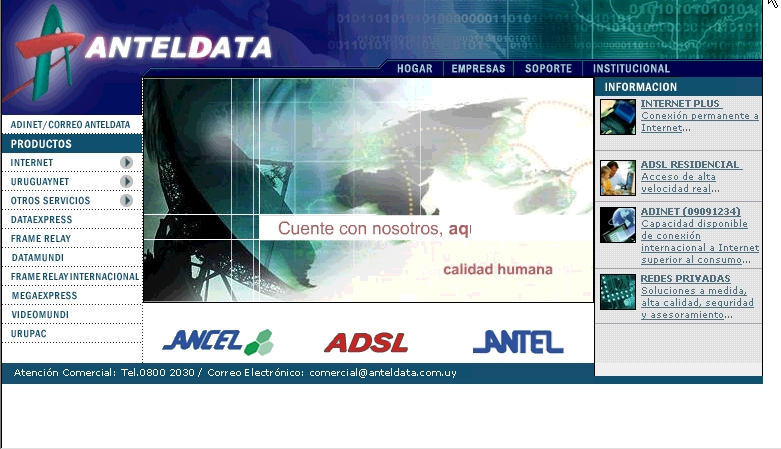 ANTELDATA
HOGAR
EMPRESAS
SOPORTE
INSTITUCIONAL
ADINET/CORREO ANTELDATA
PRODUCTOS
INTERNET
URUGUAYNET
OTROS SERVICIOS
DATAEXPRESS
FRAME RELAY
DATAMUNDI
FRAME RELAY INTERNACIONAL
MEGAEXPRESS
VIDEOMUNDI
URUPAC
Cuente con nosotros, aq
calidad humana
ANCEL
ADSL
ANTEL
INFORMACION
INTERNET PLUS
Conexión permanente a
Internet...
ADSL RESIDENCIAL
Acceso de alta
velocidad real...
ADINET (09091234)
Capacidad disponible
de conexión
internacional a Internet
superior al consumo...
REDES PRIVADAS
Soluciones a medida,
alta calidad, seguridad
y asesoramiento...
Atención Comercial: Tel.0800 2030 / Correo Electrónico: comercial@anteldata.com.uy